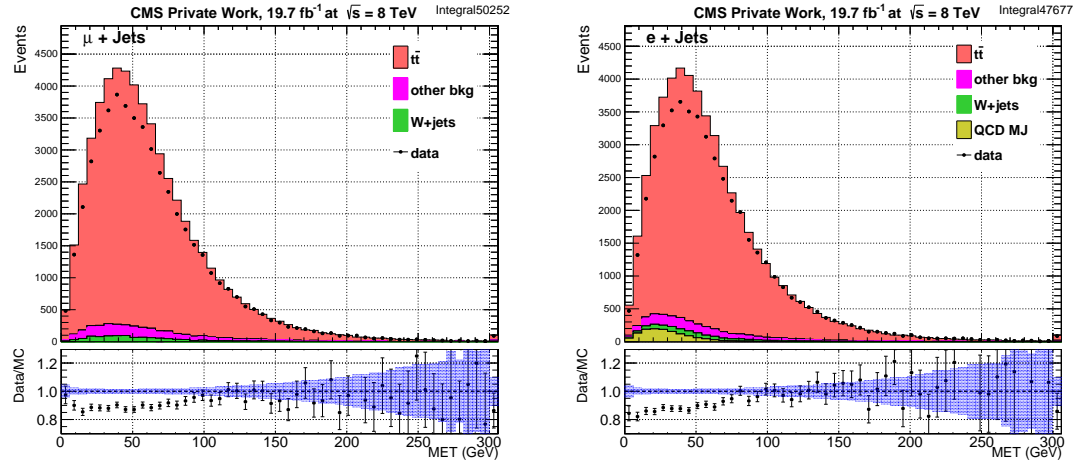 CMS Private Work, 19.7 fb⁻¹ at √s = 8 TeV Integral50252
μ + Jets
Events
4500
4000
3500
3000
2500
2000
1500
1000
500
0
tt̄
other bkg
W+jets
data
Data/MC
1.2
1.0
0.8
0 50 100 150 200 250 300
MET (GeV)
CMS Private Work, 19.7 fb⁻¹ at √s = 8 TeV Integral47677
e + Jets
Events
4500
4000
3500
3000
2500
2000
1500
1000
500
0
tt̄
other bkg
W+jets
QCD MJ
data
Data/MC
1.2
1.0
0.8
0 50 100 150 200 250 300
MET (GeV)